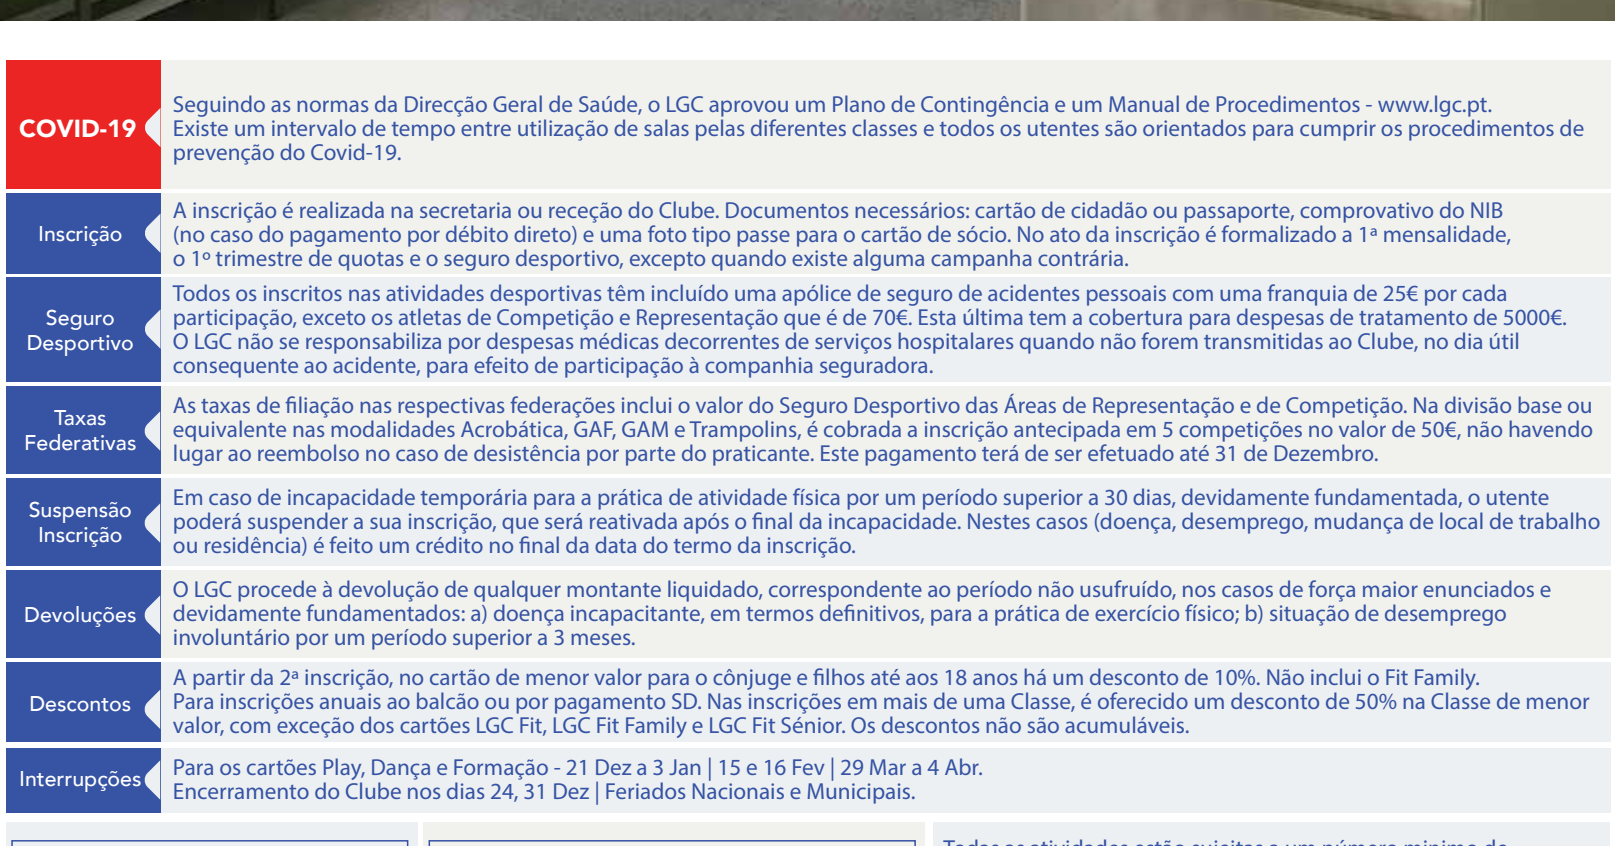 COVID-19
Seguindo as normas da Direcção Geral de Saúde, o LGC aprovou um Plano de Contingência e um Manual de Procedimentos - www.lgc.pt.
Existe um intervalo de tempo entre utilização de salas pelas diferentes classes e todos os utentes são orientados para cumprir os procedimentos de
prevenção do Covid-19.
Inscrição
A inscrição é realizada na secretaria ou receção do Clube. Documentos necessários: cartão de cidadão ou passaporte, comprovativo do NIB
(no caso do pagamento por débito direto) e uma foto tipo passe para o cartão de sócio. No ato da inscrição é formalizado a 1ª mensalidade,
o 1º trimestre de quotas e o seguro desportivo, excepto quando existe alguma campanha contrária.
Seguro
Desportivo
Todos os inscritos nas atividades desportivas têm incluído uma apólice de seguro de acidentes pessoais com uma franquia de 25€ por cada
participação, exceto os atletas de Competição e Representação que é de 70€. Esta última tem a cobertura para despesas de tratamento de 5000€.
O LGC não se responsabiliza por despesas médicas decorrentes de serviços hospitalares quando não forem transmitidas ao Clube, no dia útil
consequente ao acidente, para efeito de participação à companhia seguradora.
Taxas
Federativas
As taxas de filiação nas respectivas federações inclui o valor do Seguro Desportivo das Áreas de Representação e de Competição. Na divisão base ou
equivalente nas modalidades Acrobática, GAF, GAM e Trampolins, é cobrada a inscrição antecipada em 5 competições no valor de 50€, não havendo
lugar ao reembolso no caso de desistência por parte do praticante. Este pagamento terá de ser efetuado até 31 de Dezembro.
Suspensão
Inscrição
Em caso de incapacidade temporária para a prática de atividade física por um período superior a 30 dias, devidamente fundamentada, o utente
poderá suspender a sua inscrição, que será reativada após o final da incapacidade. Nestes casos (doença, desemprego, mudança de local de trabalho
ou residência) é feito um crédito no final da data do termo da inscrição.
Devoluções
O LGC procede à devolução de qualquer montante liquidado, correspondente ao período não usufruído, nos casos de força maior enunciados e
devidamente fundamentados: a) doença incapacitante, em termos definitivos, para a prática de exercício físico; b) situação de desemprego
involuntário por um período superior a 3 meses.
Descontos
A partir da 2ª inscrição, no cartão de menor valor para o cônjuge e filhos até aos 18 anos há um desconto de 10%. Não inclui o Fit Family.
Para inscrições anuais ao balcão ou por pagamento SD. Nas inscrições em mais de uma Classe, é oferecido um desconto de 50% na Classe de menor
valor, com exceção dos cartões LGC Fit, LGC Fit Family e LGC Fit Sénior. Os descontos não são acumuláveis.
Interrupções
Para os cartões Play, Dança e Formação - 21 Dez a 3 Jan | 15 e 16 Fev | 29 Mar a 4 Abr.
Encerramento do Clube nos dias 24, 31 Dez | Feriados Nacionais e Municipais.